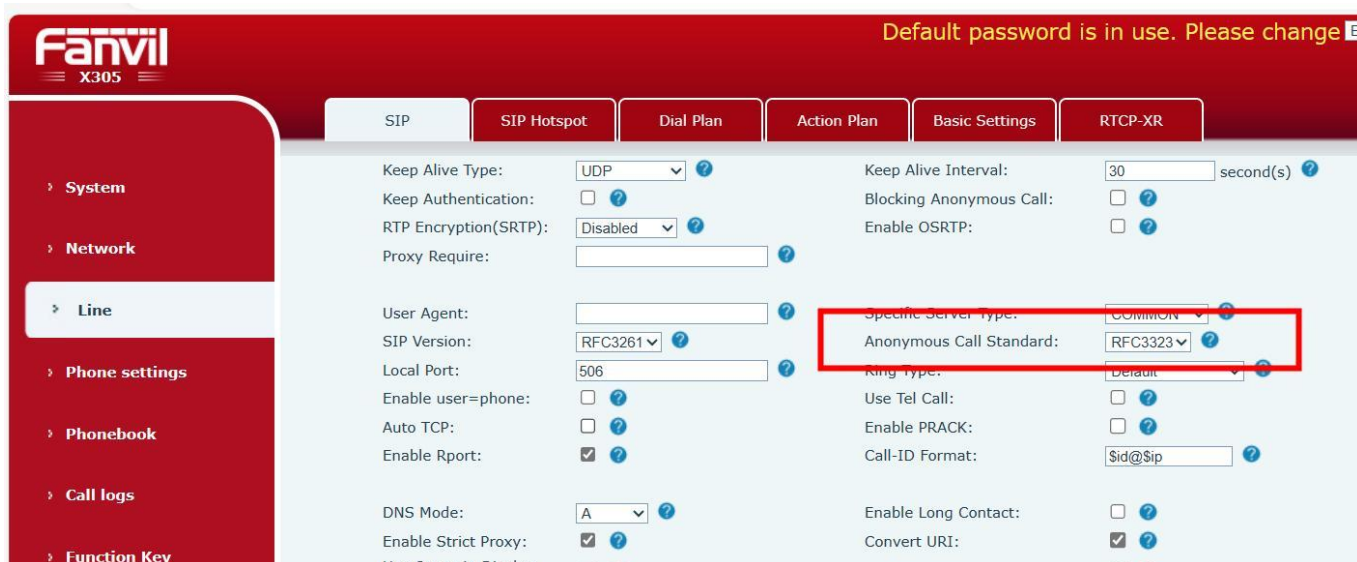 Default password is in use. Please change
Fanvil
X305
SIP
SIP Hotspot
Dial Plan
Action Plan
Basic Settings
RTCP-XR
System
Network
Line
Phone settings
Phonebook
Call logs
Function Key
Keep Alive Type: UDP Keep Alive Interval: 30 second(s)
Keep Authentication: Blocking Anonymous Call:
RTP Encryption(SRTP): Disabled Enable OSRTP:
Proxy Require:
User Agent: Specific Server Type: COMMON
SIP Version: RFC3261 Anonymous Call Standard: RFC3323
Local Port: 506 Ring Type: Default
Enable user=phone: Use Tel Call:
Auto TCP: Enable PRACK:
Enable Rport: Call-ID Format: $id@$ip
DNS Mode: A Enable Long Contact:
Enable Strict Proxy: Convert URI: